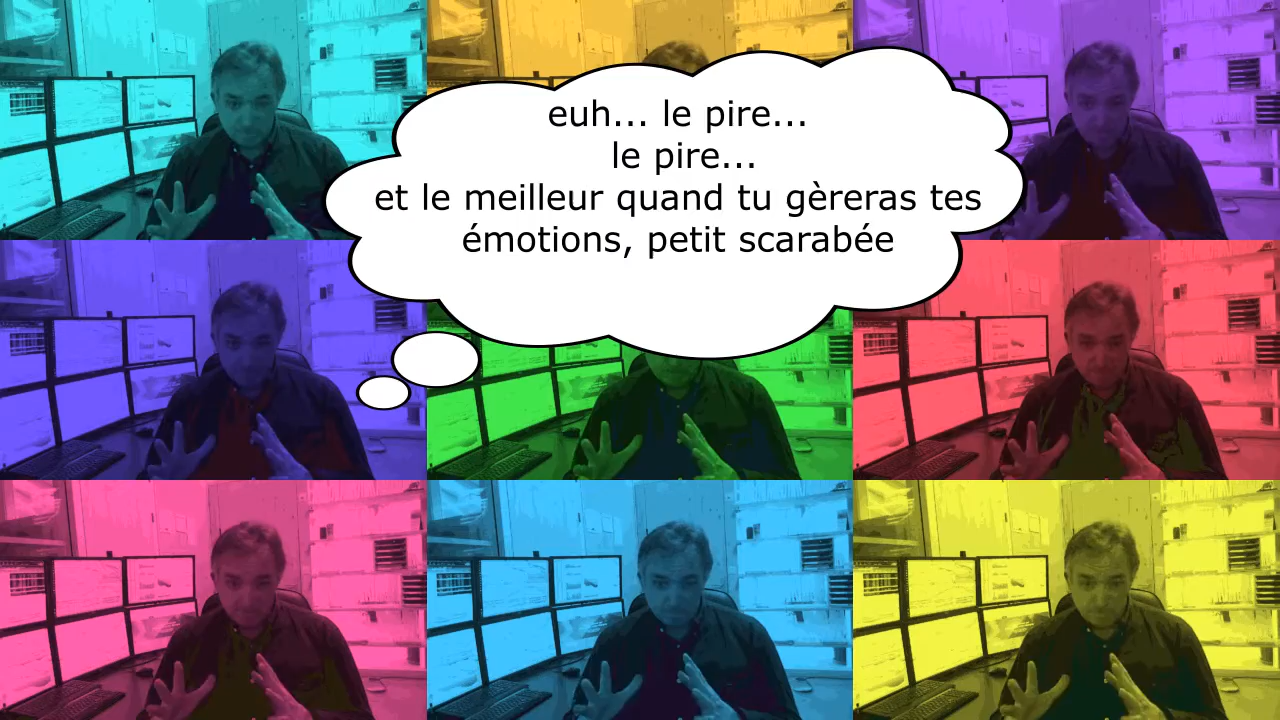 euh... le pire...
le pire...
et le meilleur quand tu gèreras tes
émotions, petit scarabée